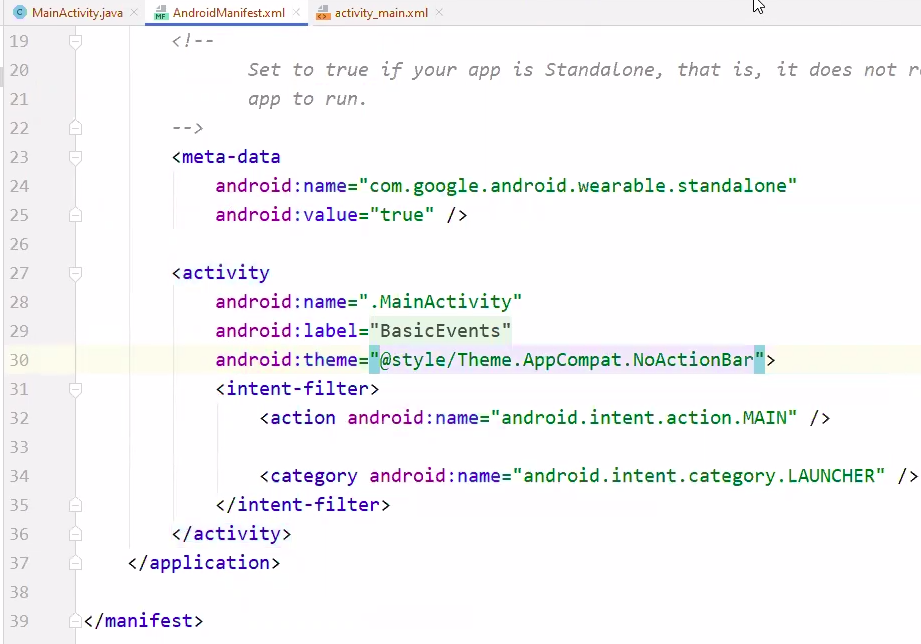 MainActivity.java AndroidManifest.xml activity_main.xml
19 <!--
20 Set to true if your app is Standalone, that is, it does not
21 app to run.
22 -->
23 <meta-data
24 android:name="com.google.android.wearable.standalone"
25 android:value="true" />
26
27 <activity
28 android:name=".MainActivity"
29 android:label="BasicEvents"
30 android:theme="@style/Theme.AppCompat.NoActionBar">
31 <intent-filter>
32 <action android:name="android.intent.action.MAIN" />
33
34 <category android:name="android.intent.category.LAUNCHER" />
35 </intent-filter>
36 </activity>
37 </application>
38
39 </manifest>